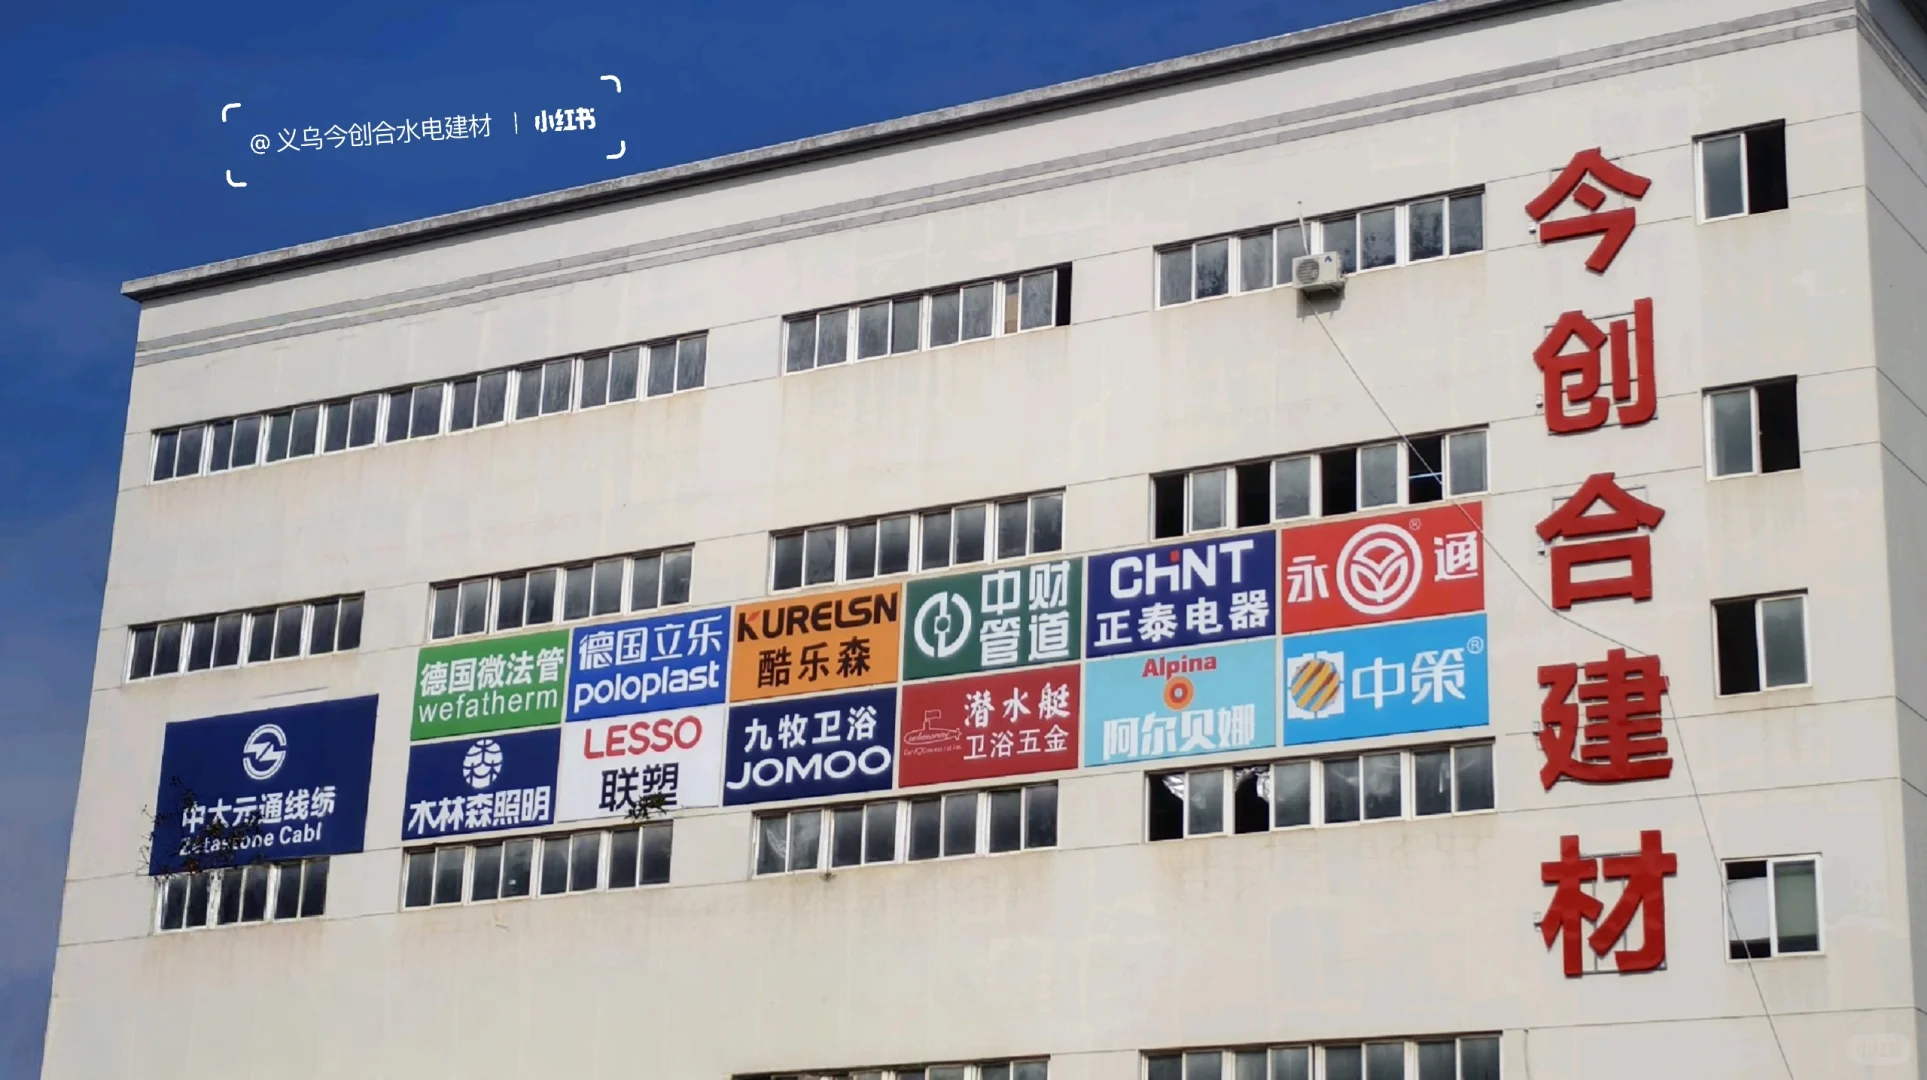 @ 义乌今创合水电建材 | 小红书
今创合建材
德国微法管
wefatherm
德国立乐
poloplast
KURELSN
酷乐森
中财
管道
CHNT
正泰电器
永通
®
中大元通线缆
Zetastone Cabl
木林森照明
LESSO
联塑
九牧卫浴
JOMOO
潜水艇
卫浴五金
Alpina
阿尔贝娜
中策
®